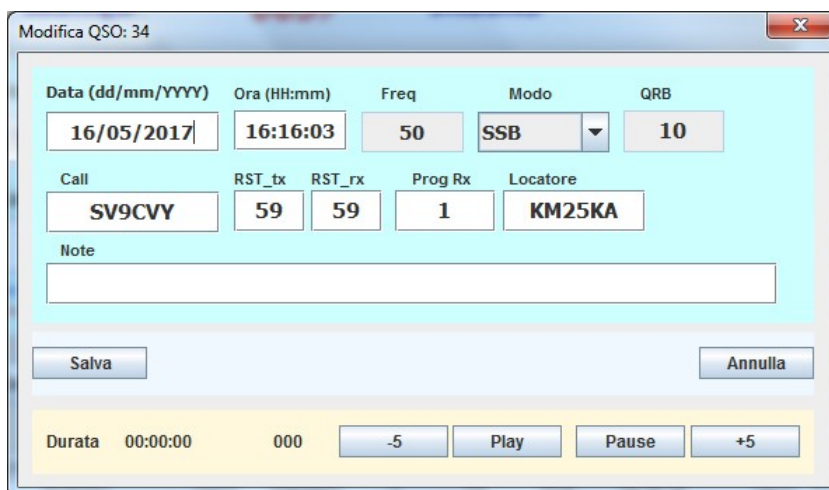 Modifica QSO: 34
Data (dd/mm/YYYY) Ora (HH:mm) Freq Modo QRB
16/05/2017 16:16:03 50 SSB 10
Call RST_tx RST_rx Prog Rx Locatore
SV9CVY 59 59 1 KM25KA
Note
Salva Annulla
Durata 00:00:00 000 -5 Play Pause +5